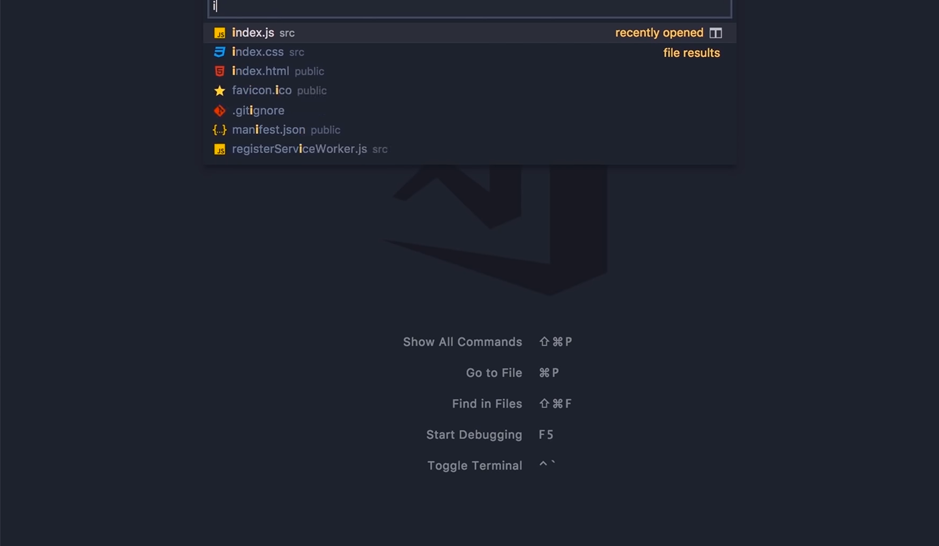 i
index.js src recently opened
index.css src file results
index.html public
favicon.ico public
.gitignore
manifest.json public
registerServiceWorker.js src
Show All Commands ⇧⌘P
Go to File ⌘P
Find in Files ⇧⌘F
Start Debugging F5
Toggle Terminal ^`